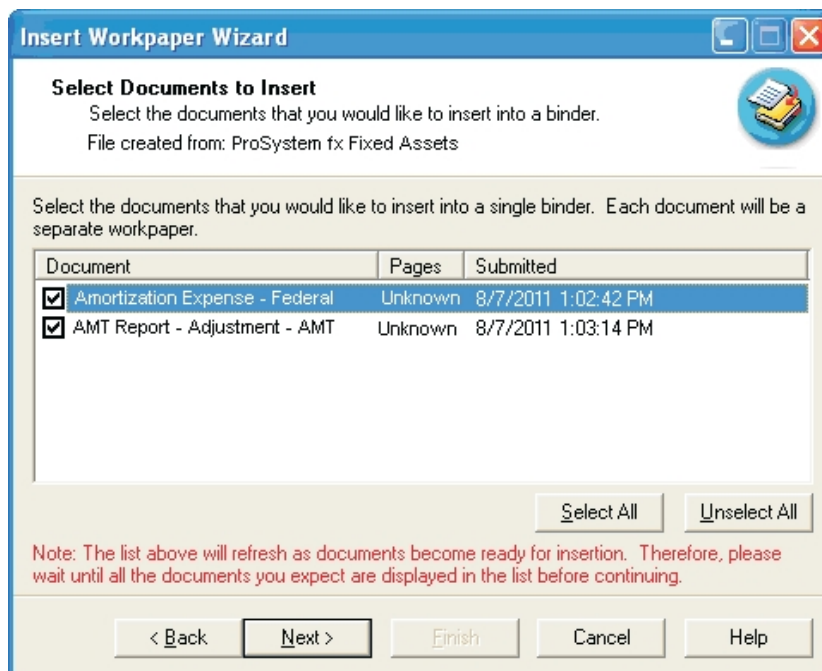 Insert Workpaper Wizard
Select Documents to Insert
Select the documents that you would like to insert into a binder.
File created from: ProSystem fx Fixed Assets
Select the documents that you would like to insert into a single binder.  Each document will be a
separate workpaper.
Document Pages Submitted
Amortization Expense - Federal Unknown 8/7/2011 1:02:42 PM
AMT Report - Adjustment - AMT Unknown 8/7/2011 1:03:14 PM
Select All Unselect All
Note: The list above will refresh as documents become ready for insertion.  Therefore, please
wait until all the documents you expect are displayed in the list before continuing.
< Back Next > Finish Cancel Help